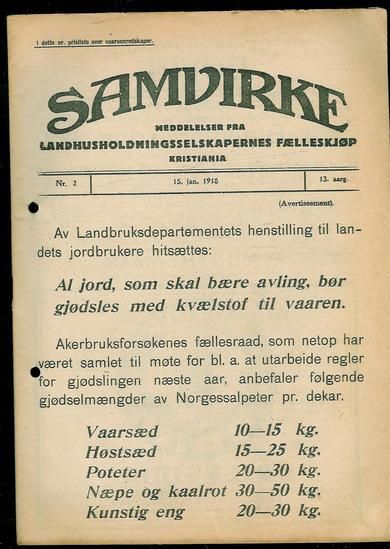 I dette nr. prisliste over vaaronnredskaper.
SAMVIRKE
MEDDELELSER FRA
LANDHUSHOLDNINGSSELSKAPERNES FÆLLESKJØP
KRISTIANIA
Nr. 2 15. jan. 1918 13. aarg.
(Avertissement).
Av Landbruksdepartementets henstilling til lan-
dets jordbrukere hitsættes:
Al jord, som skal bære avling, bør
gjødsles med kvælstof til vaaren.
Akerbruksforsøkenes fællesraad, som netop har
været samlet til møte for bl. a. at utarbeide regler
for gjødslingen næste aar, anbefaler følgende
gjødselmængder av Norgessalpeter pr. dekar.
Vaarsæd 10—15 kg.
Høstsæd 15—25 kg.
Poteter 20—30 kg.
Næpe og kaalrot 30—50 kg.
Kunstig eng 20—30 kg.